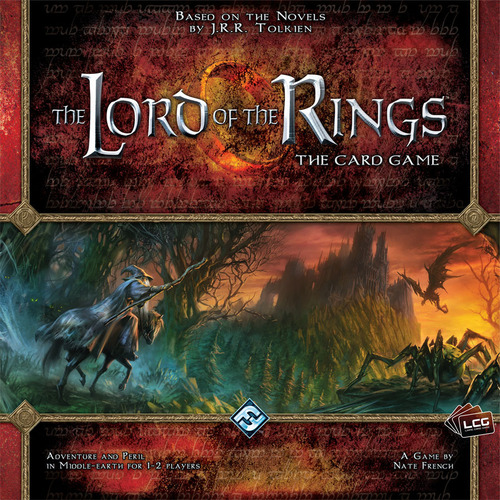 BASED ON THE NOVELS
BY J.R.R. TOLKIEN
THE LORD OF THE RINGS
THE CARD GAME
LCG
ADVENTURE AND PERIL
IN MIDDLE-EARTH FOR 1-2 PLAYERS
A GAME BY
NATE FRENCH